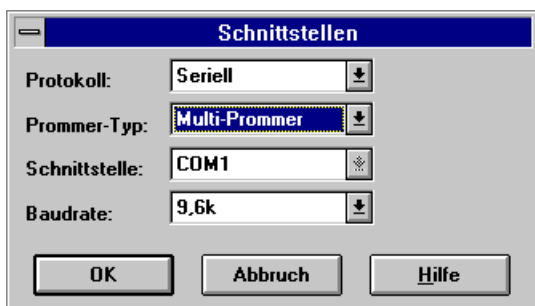 Schnittstellen
Protokoll: Seriell
Prommer-Typ: Multi-Prommer
Schnittstelle: COM1
Baudrate: 9,6k
OK Abbruch Hilfe